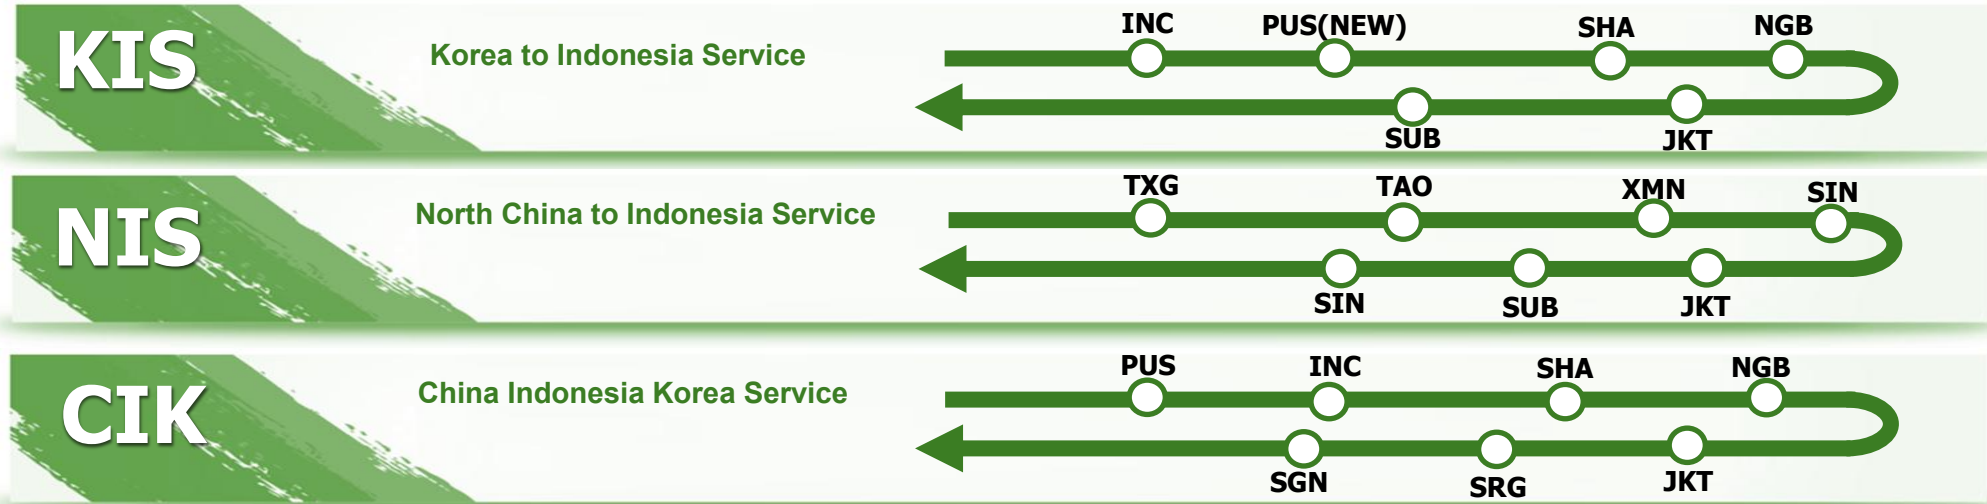 KIS
Korea to Indonesia Service
INC PUS(NEW) SHA NGB
SUB JKT
NIS
North China to Indonesia Service
TXG TAO XMN SIN
SIN SUB JKT
CIK
China Indonesia Korea Service
PUS INC SHA NGB
SGN SRG JKT